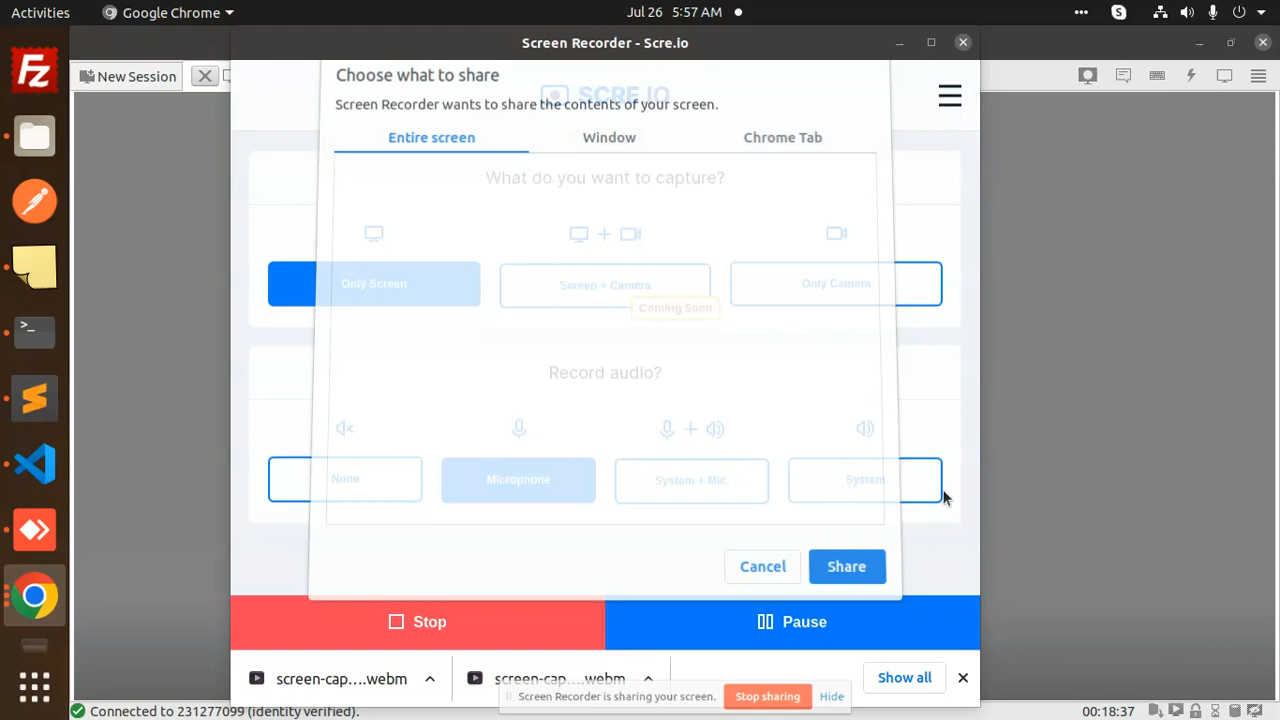 Activities
Google Chrome
Jul 26 5:57 AM
Screen Recorder - Scre.io
New Session
Choose what to share
SCRE.IO
Screen Recorder wants to share the contents of your screen.
Entire screen
Window
Chrome Tab
What do you want to capture?
Only Screen
Screen + Camera
Only Camera
Coming Soon
Record audio?
None
Microphone
System + Mic.
System
Cancel
Share
Stop
Pause
screen-cap....webm
screen-cap....webm
Show all
Screen Recorder is sharing your screen.
Stop sharing
Hide
Connected to 231277099 (identity verified).
00:18:37